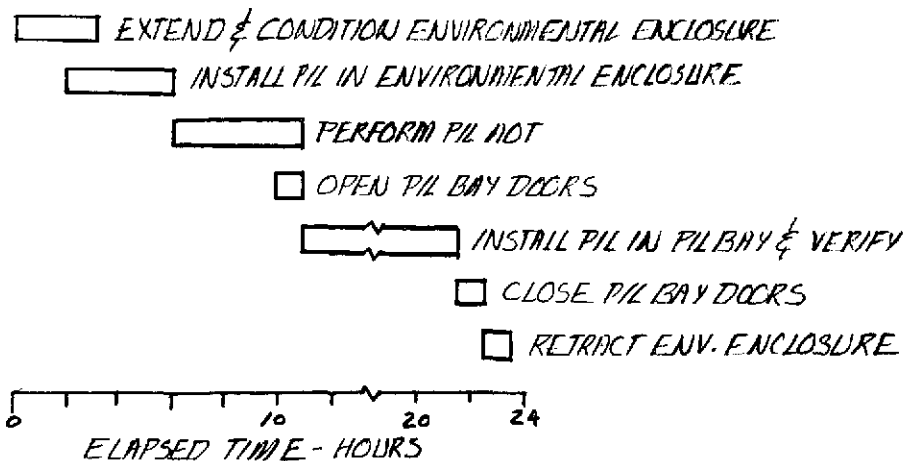 EXTEND & CONDITION ENVIRONMENTAL ENCLOSURE
INSTALL P/L IN ENVIRONMENTAL ENCLOSURE
PERFORM P/L AOT
OPEN P/L BAY DOORS
INSTALL P/L IN P/L BAY & VERIFY
CLOSE P/L BAY DOORS
RETRACT ENV. ENCLOSURE
0 10 20 24
ELAPSED TIME - HOURS